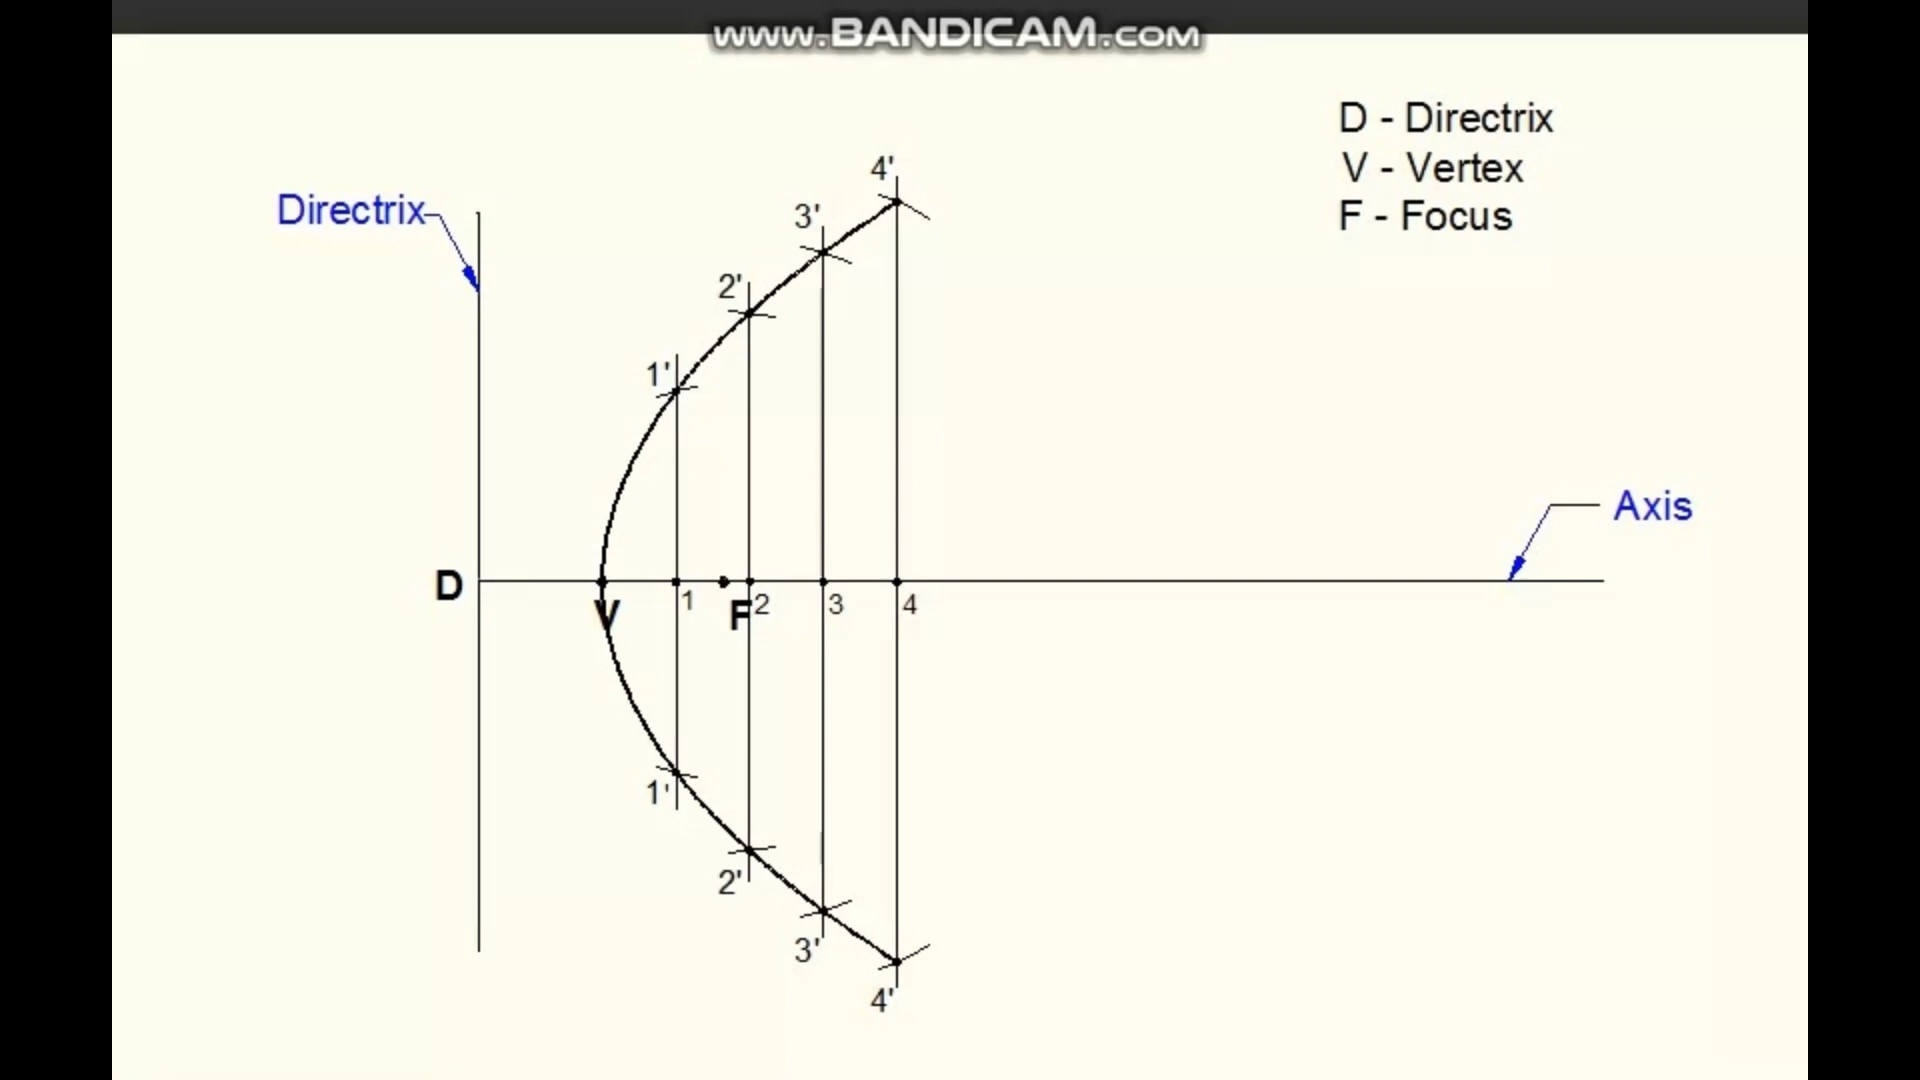 www.BANDICAM.com
D - Directrix
V - Vertex
F - Focus
4'
Directrix
3'
2'
1'
Axis
D
V
1
F
2
3
4
1'
2'
3'
4'